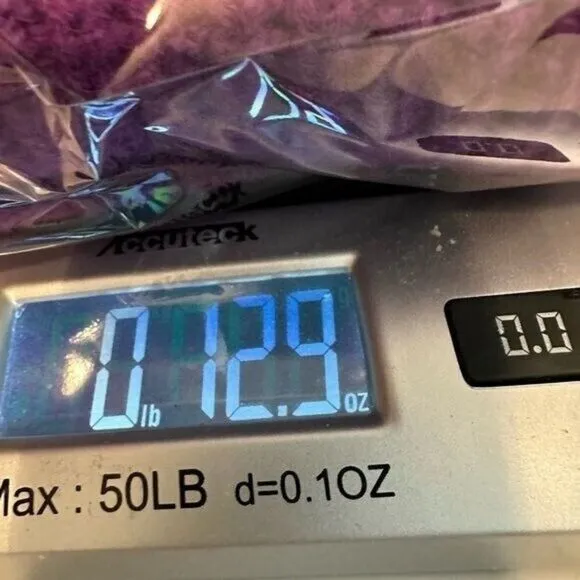 Accuteck
0 lb 12.9 oz
0.0
Max : 50LB d=0.1OZ